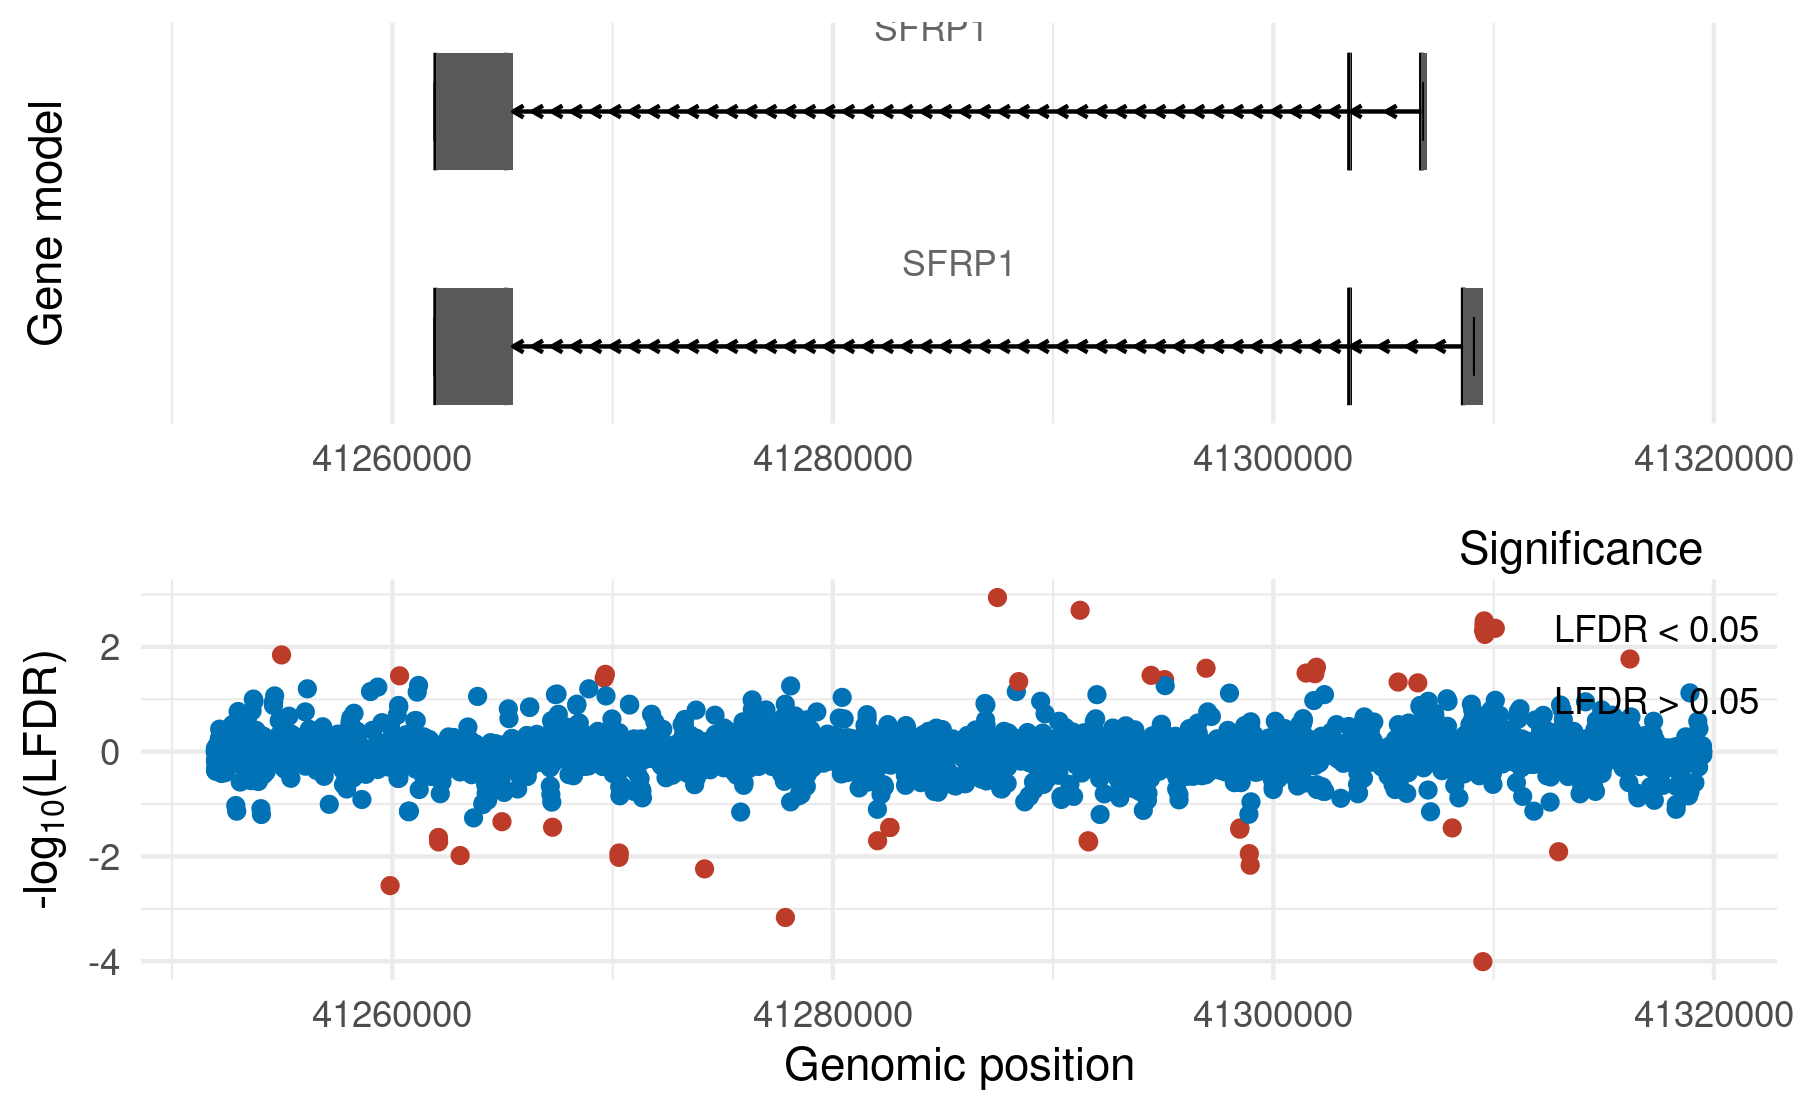 SFRP1
Gene model
SFRP1
41260000 41280000 41300000 41320000
Significance
LFDR < 0.05
LFDR > 0.05
-log10(LFDR)
2
0
-2
-4
41260000 41280000 41300000 41320000
Genomic position